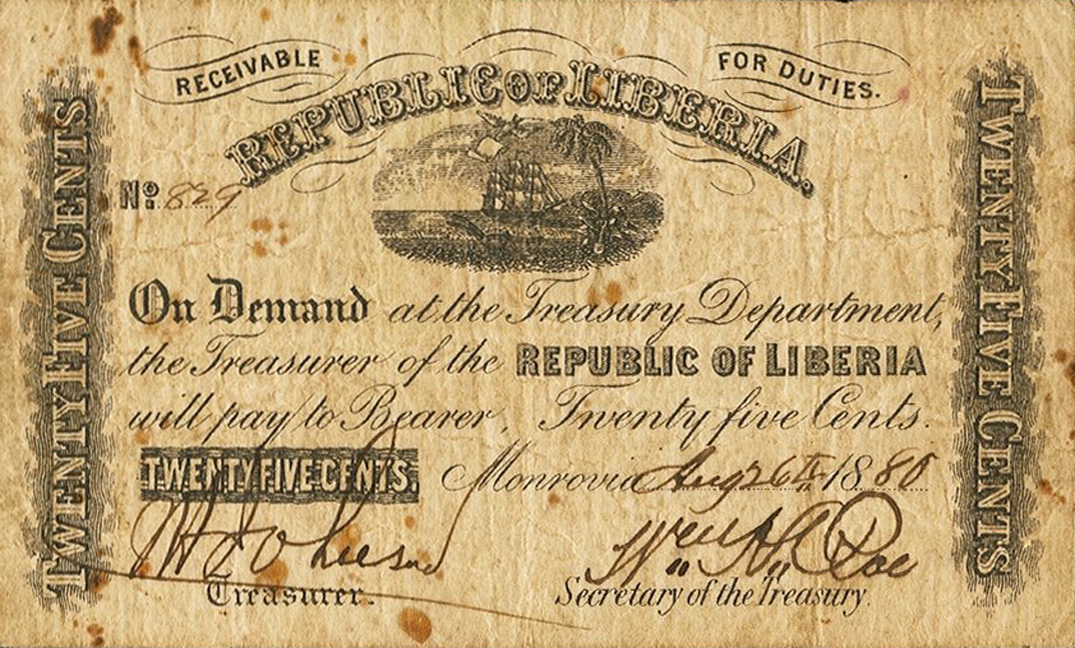 RECEIVABLE FOR DUTIES.
REPUBLIC OF LIBERIA.
No. 829
TWENTY FIVE CENTS
TWENTY FIVE CENTS
On Demand at the Treasury Department,
the Treasurer of the REPUBLIC OF LIBERIA
will pay to Bearer, Twenty five Cents.
TWENTY FIVE CENTS. Monrovia Aug 26th 1880
Treasurer.
Secretary of the Treasury.